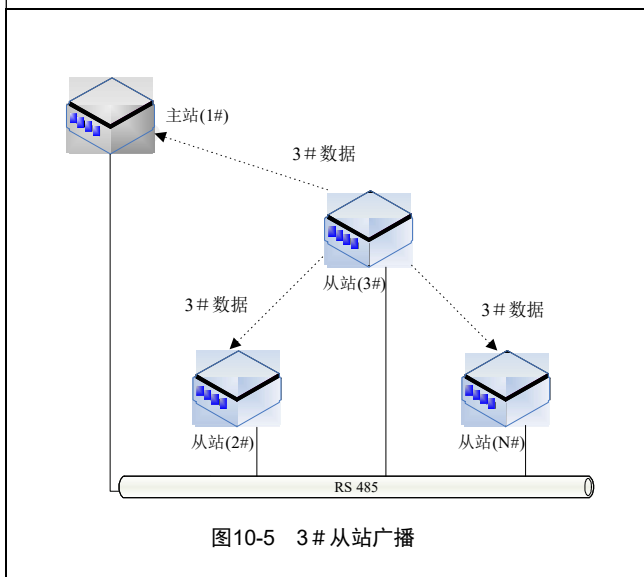 主站(1#)
3＃数据
从站(3#)
3＃数据
3＃数据
从站(2#)
从站(N#)
RS 485
图10-5 3＃从站广播